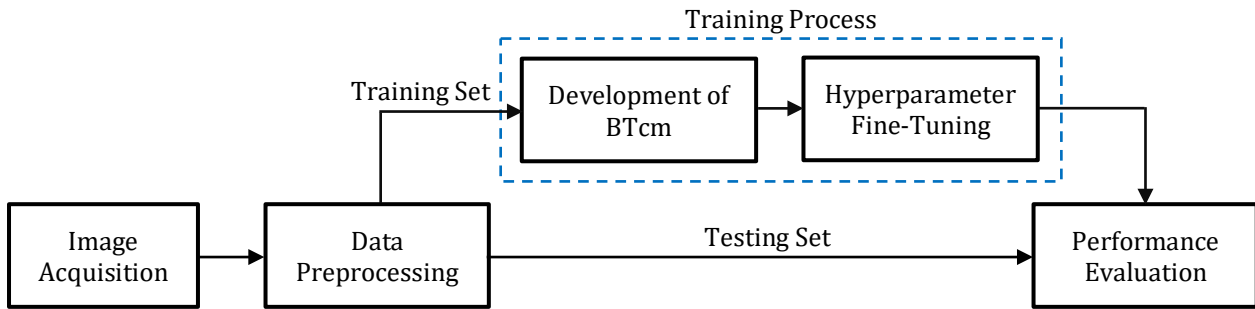 Training Process
Training Set
Development of
BTcm
Hyperparameter
Fine-Tuning
Image
Acquisition
Data
Preprocessing
Testing Set
Performance
Evaluation